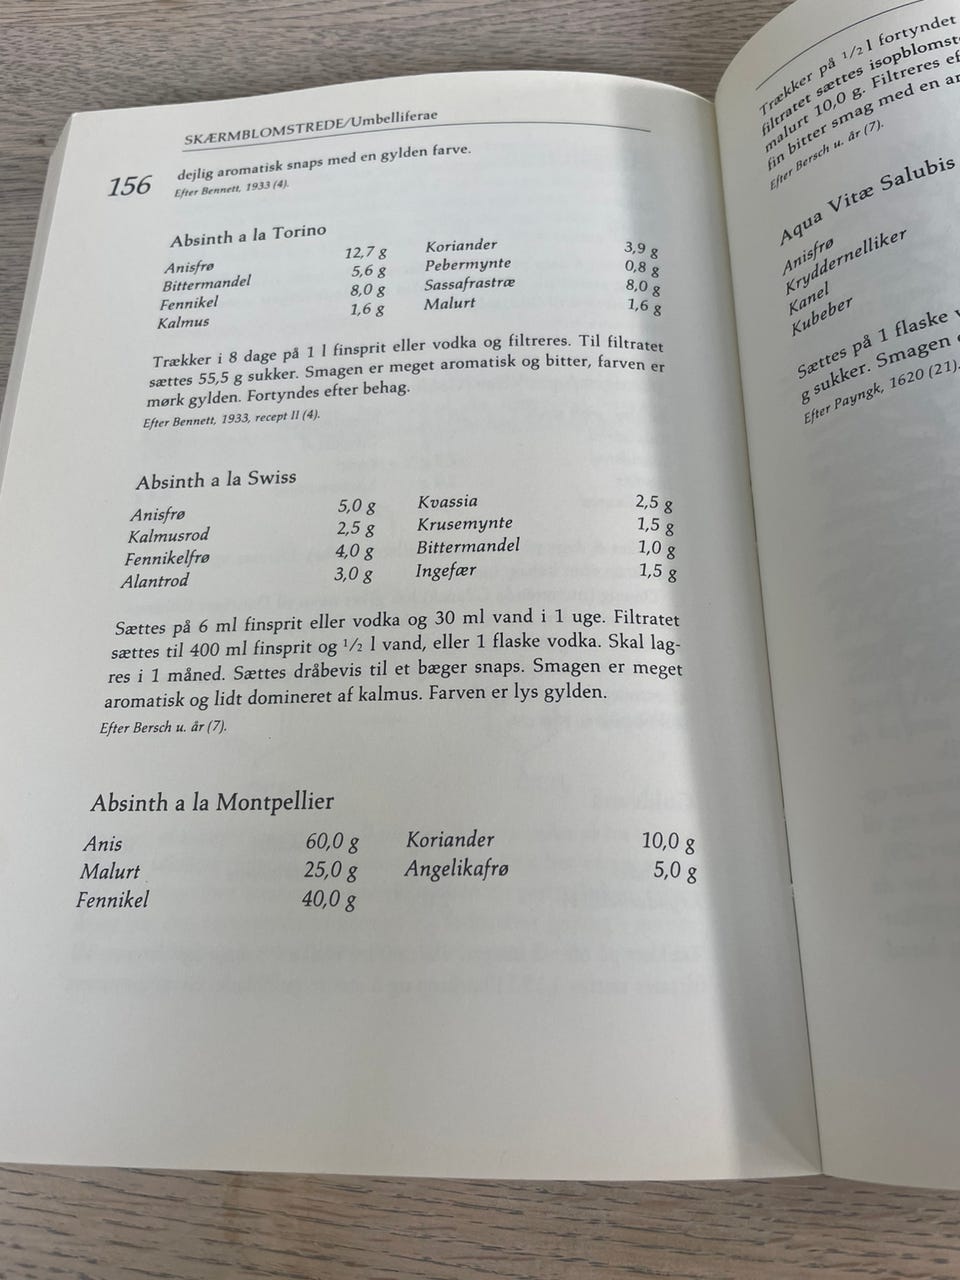 SKÆRMBLOMSTREDE/Umbelliferae
156
dejlig aromatisk snaps med en gylden farve.
Efter Bennett, 1933 (4).
Absinth a la Torino
Anisfrø 12,7 g Koriander 3,9 g
Bittermandel 5,6 g Pebermynte 0,8 g
Fennikel 8,0 g Sassafrastræ 8,0 g
Kalmus 1,6 g Malurt 1,6 g
Trækker i 8 dage på 1 l finsprit eller vodka og filtreres. Til filtratet
sættes 55,5 g sukker. Smagen er meget aromatisk og bitter, farven er
mørk gylden. Fortyndes efter behag.
Efter Bennett, 1933, recept II (4).
Absinth a la Swiss
Anisfrø 5,0 g Kvassia 2,5 g
Kalmusrod 2,5 g Krusemynte 1,5 g
Fennikelfrø 4,0 g Bittermandel 1,0 g
Alantrod 3,0 g Ingefær 1,5 g
Sættes på 6 ml finsprit eller vodka og 30 ml vand i 1 uge. Filtratet
sættes til 400 ml finsprit og 1/2 l vand, eller 1 flaske vodka. Skal lag-
res i 1 måned. Sættes dråbevis til et bæger snaps. Smagen er meget
aromatisk og lidt domineret af kalmus. Farven er lys gylden.
Efter Bersch u. år (7).
Absinth a la Montpellier
Anis 60,0 g Koriander 10,0 g
Malurt 25,0 g Angelikafrø 5,0 g
Fennikel 40,0 g
Trækker på 1/2 l fortyndet
filtratet sættes
malurt 10,0 g. Filtreres
fin bitter smag med en
Efter Bersch u. år (7).
Aqua Vitæ Salubis
Anisfrø
Kryddernelliker
Kanel
Kubeber
Sættes på 1 flaske
g sukker. Smagen
Efter Payngk, 1620 (21).